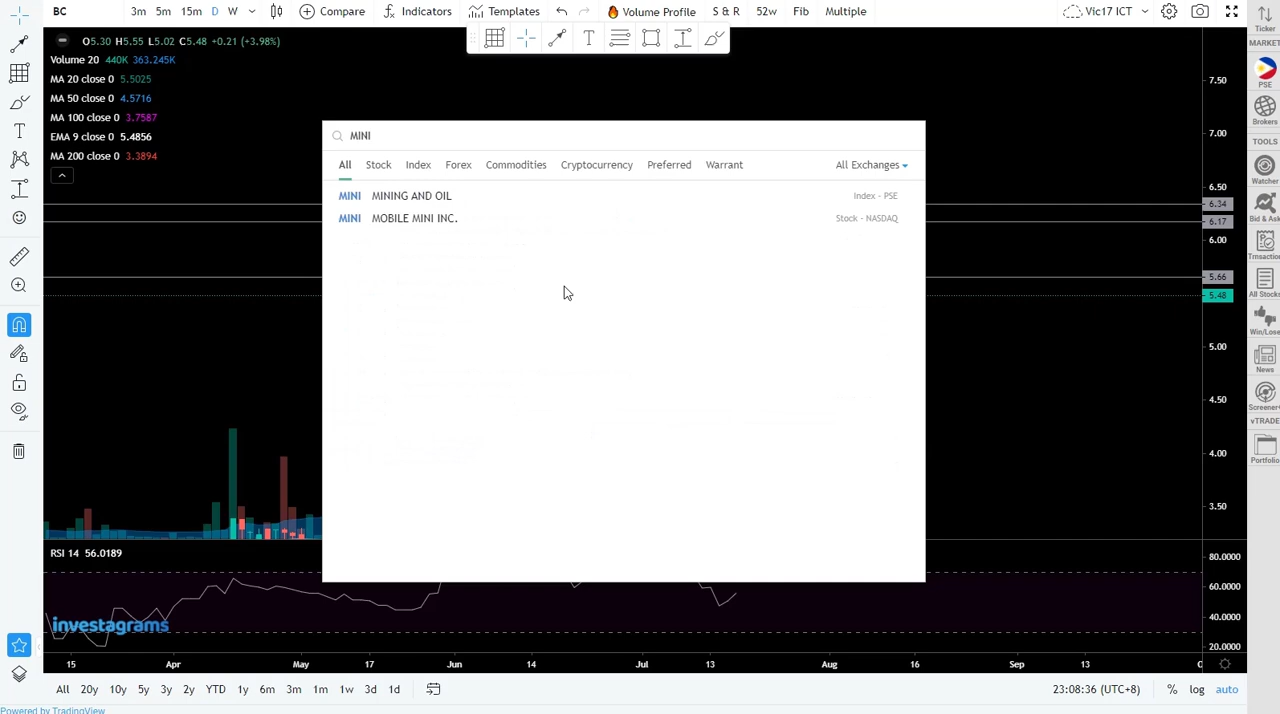 BC 3m 5m 15m D W Compare Indicators Templates Volume Profile S & R 52w Fib Multiple Vic17 ICT
Ticker
O5.30 H5.55 L5.02 C5.48 +0.21 (+3.98%)
MARKET
Volume 20 440K 363.245K
MA 20 close 0 5.5025
MA 50 close 0 4.5716
MA 100 close 0 3.7587
EMA 9 close 0 5.4856
MA 200 close 0 3.3894
MINI
All Stock Index Forex Commodities Cryptocurrency Preferred Warrant All Exchanges
MINI MINING AND OIL Index - PSE
MINI MOBILE MINI INC. Stock - NASDAQ
7.50
7.00
6.50
6.34
6.17
6.00
5.66
5.48
5.00
4.50
4.00
3.50
PSE
Brokers
TOOLS
Watcher
Bid & Ask
Trnsactio
All Stocks
Win/Lose
News
Screener+
vTRADE
Portfolio
RSI 14 56.0189
80.0000
60.0000
40.0000
20.0000
investagrams
15 Apr May 17 Jun 14 Jul 13 Aug 16 Sep 13
All 20y 10y 5y 3y 2y YTD 1y 6m 3m 1m 1w 3d 1d 23:08:36 (UTC+8) % log auto
Powered by TradingView